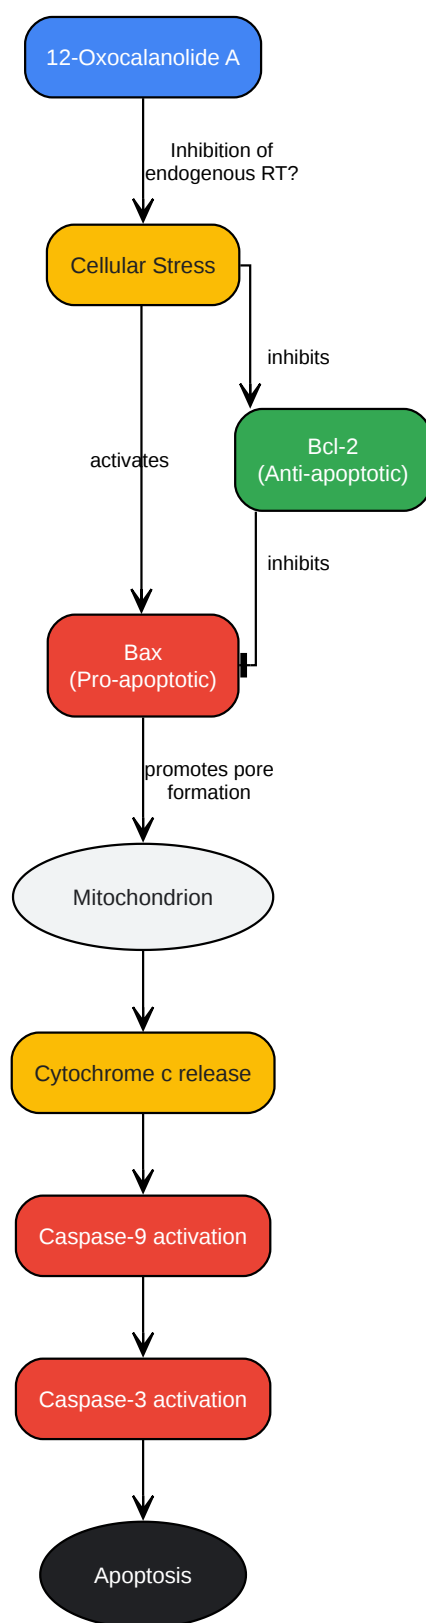 12-Oxocalanolide A
Inhibition of
endogenous RT?
Cellular Stress
inhibits
Bcl-2
(Anti-apoptotic)
activates
inhibits
Bax
(Pro-apoptotic)
promotes pore
formation
Mitochondrion
Cytochrome c release
Caspase-9 activation
Caspase-3 activation
Apoptosis